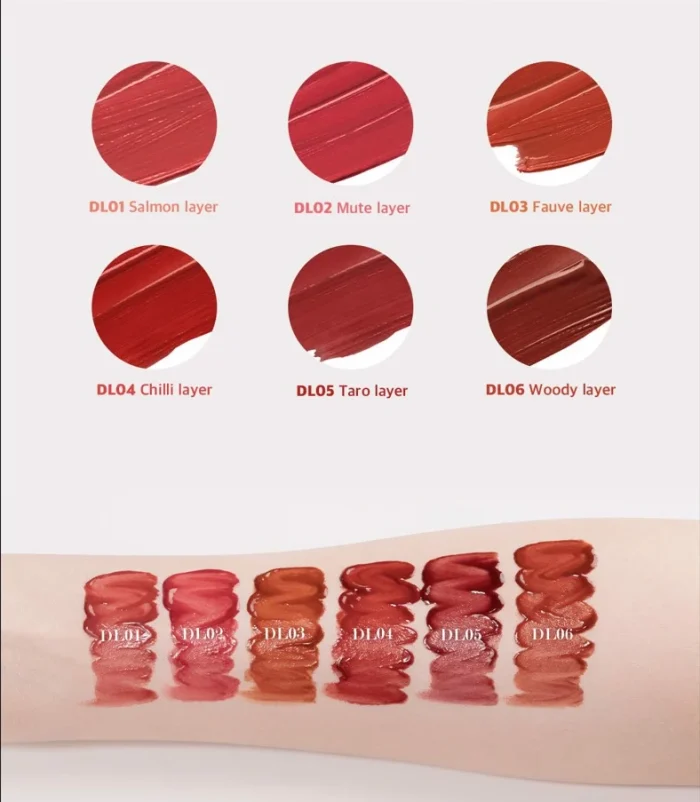 DL01 Salmon layer
DL02 Mute layer
DL03 Fauve layer
DL04 Chilli layer
DL05 Taro layer
DL06 Woody layer
DL01
DL02
DL03
DL04
DL05
DL06